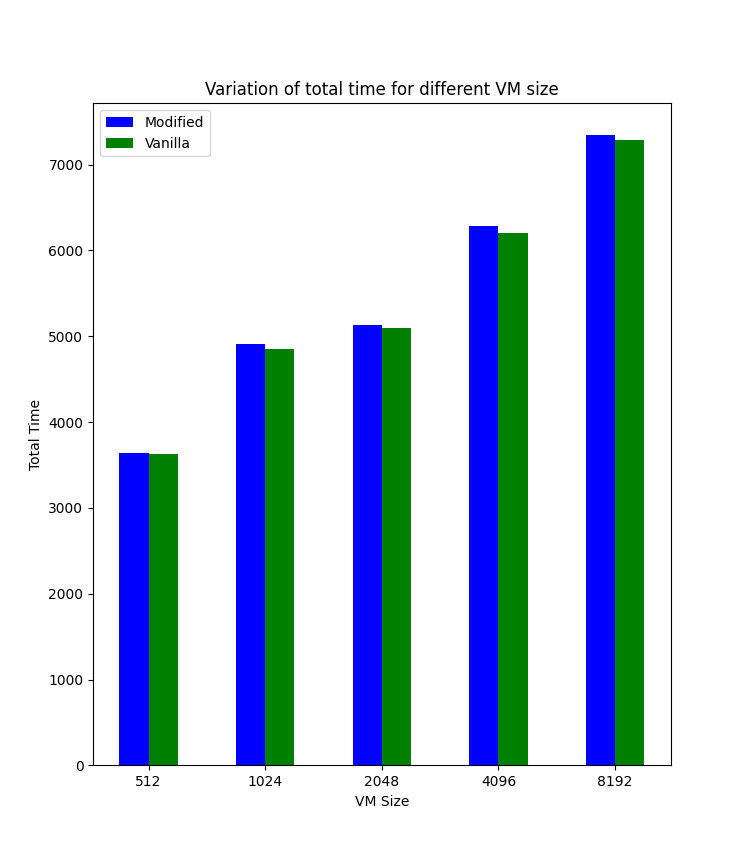 Variation of total time for different VM size
Modified
Vanilla
7000
6000
5000
4000
3000
2000
1000
0
Total Time
512 1024 2048 4096 8192
VM Size